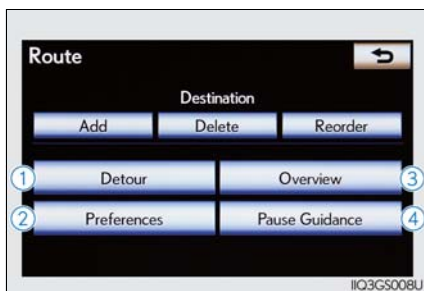 Route
Destination
Add Delete Reorder
1 Detour Overview 3
2 Preferences Pause Guidance 4
IIQ3GS008U